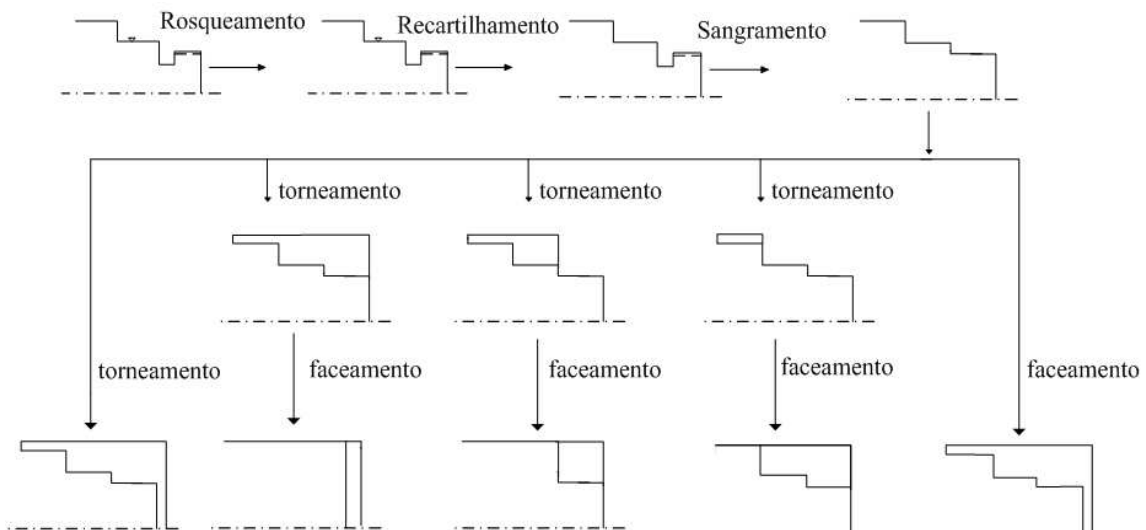 Rosqueamento
Recartilhamento
Sangramento
torneamento
torneamento
torneamento
torneamento
faceamento
faceamento
faceamento
faceamento